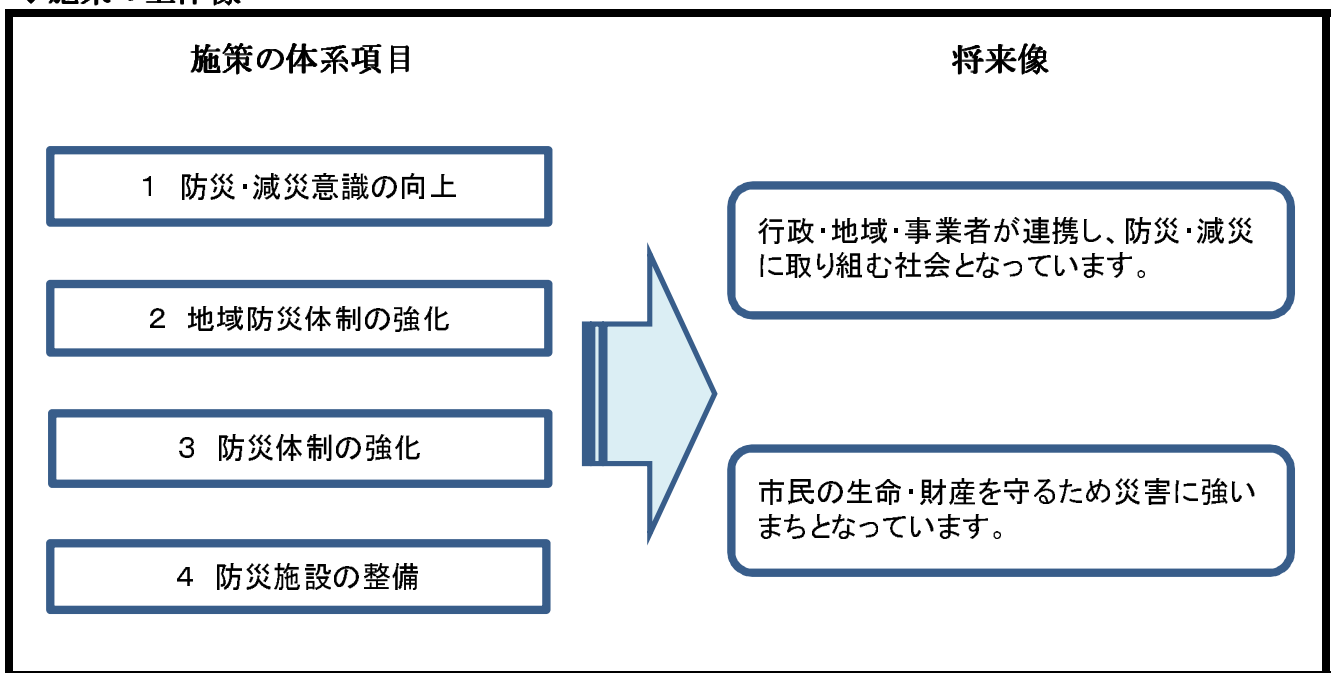 施策の体系項目
将来像
1 防災・減災意識の向上
2 地域防災体制の強化
3 防災体制の強化
4 防災施設の整備
行政・地域・事業者が連携し、防災・減災
に取り組む社会となっています。
市民の生命・財産を守るため災害に強い
まちとなっています。